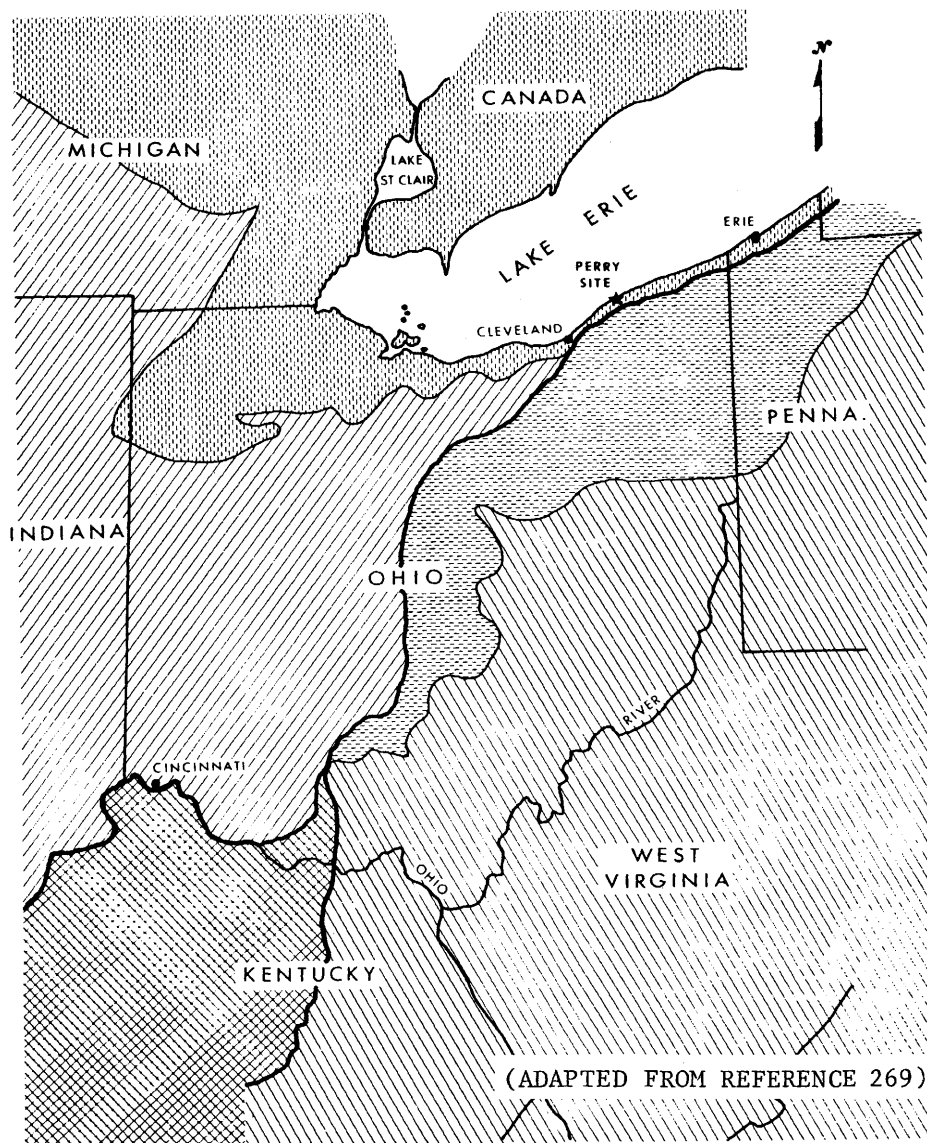 N
CANADA
MICHIGAN
LAKE
ST CLAIR
LAKE ERIE
ERIE
PERRY
SITE
CLEVELAND
PENNA.
INDIANA
OHIO
RIVER
CINCINNATI
WEST
VIRGINIA
OHIO
KENTUCKY
(ADAPTED FROM REFERENCE 269)